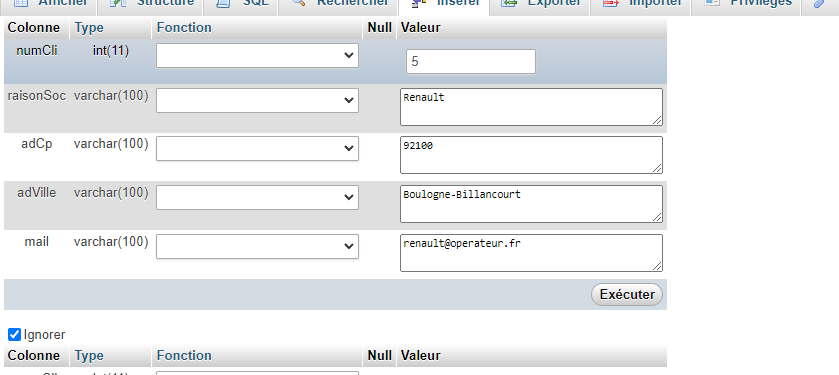 Afficher Structure SQL Rechercher Insérer Exporter Importer Privilèges
Colonne Type Fonction Null Valeur
numCli int(11) 5
raisonSoc varchar(100) Renault
adCp varchar(100) 92100
adVille varchar(100) Boulogne-Billancourt
mail varchar(100) renault@operateur.fr
Exécuter
Ignorer
Colonne Type Fonction Null Valeur